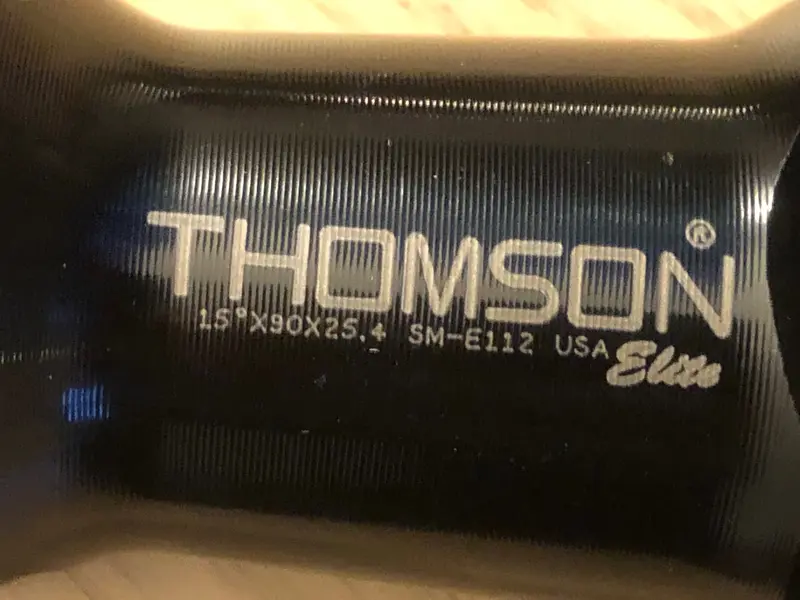 THOMSON®
15°X90X25.4 SM-E112 USA
Elite